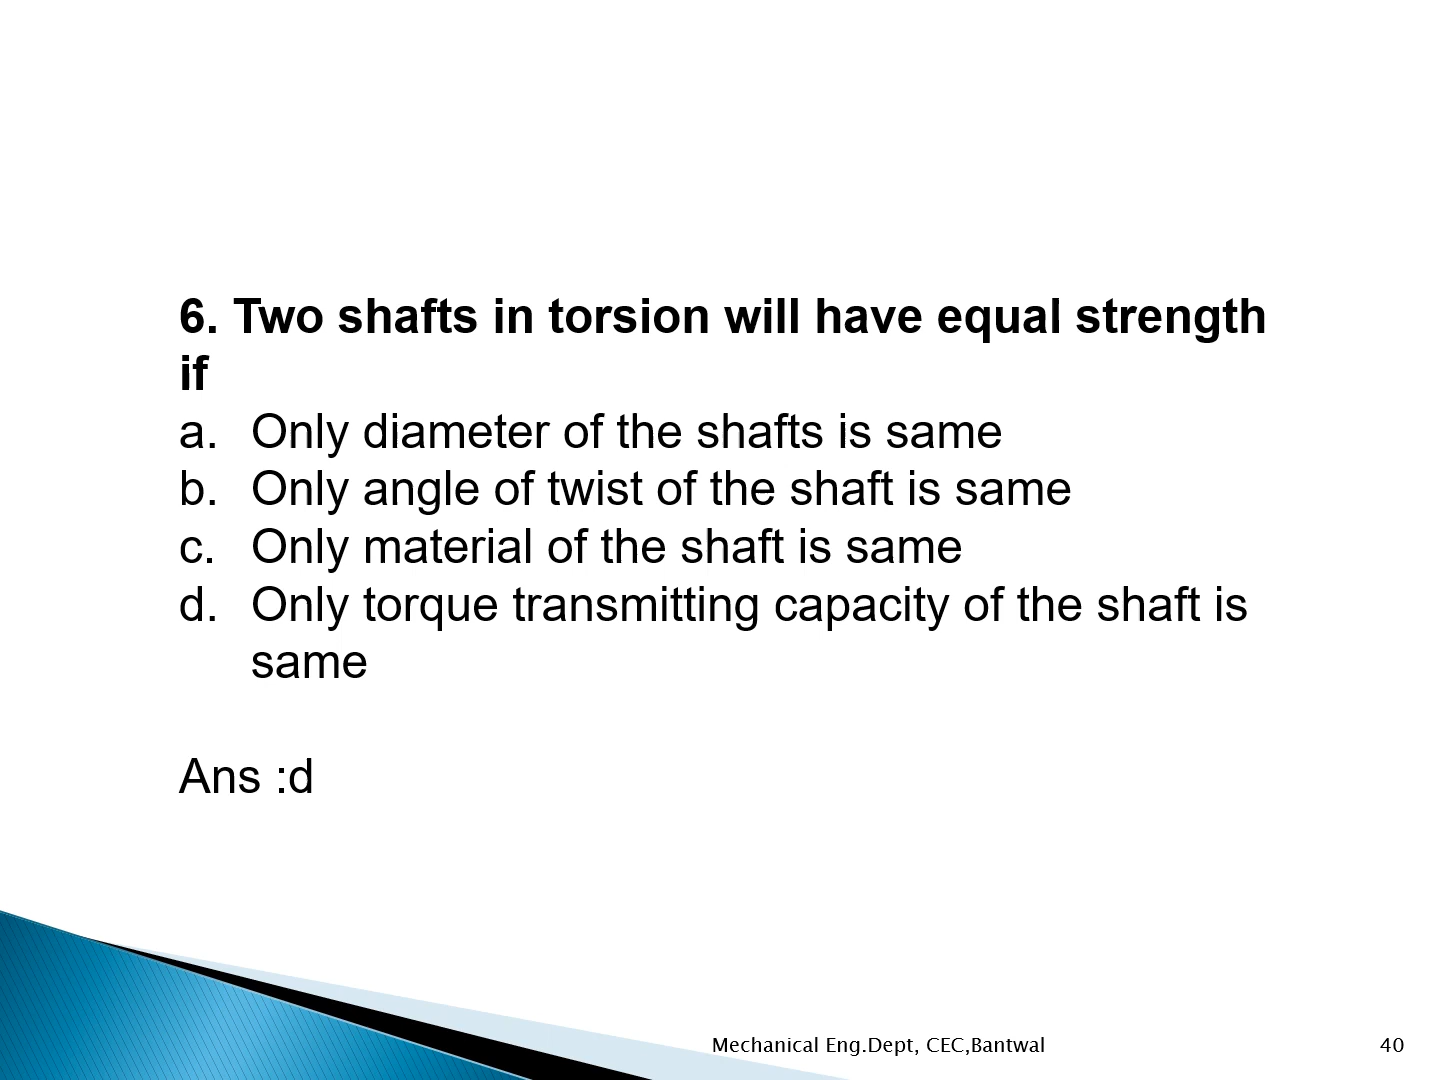 6. Two shafts in torsion will have equal strength
if
a. Only diameter of the shafts is same
b. Only angle of twist of the shaft is same
c. Only material of the shaft is same
d. Only torque transmitting capacity of the shaft is
same
Ans :d
Mechanical Eng.Dept, CEC,Bantwal 40